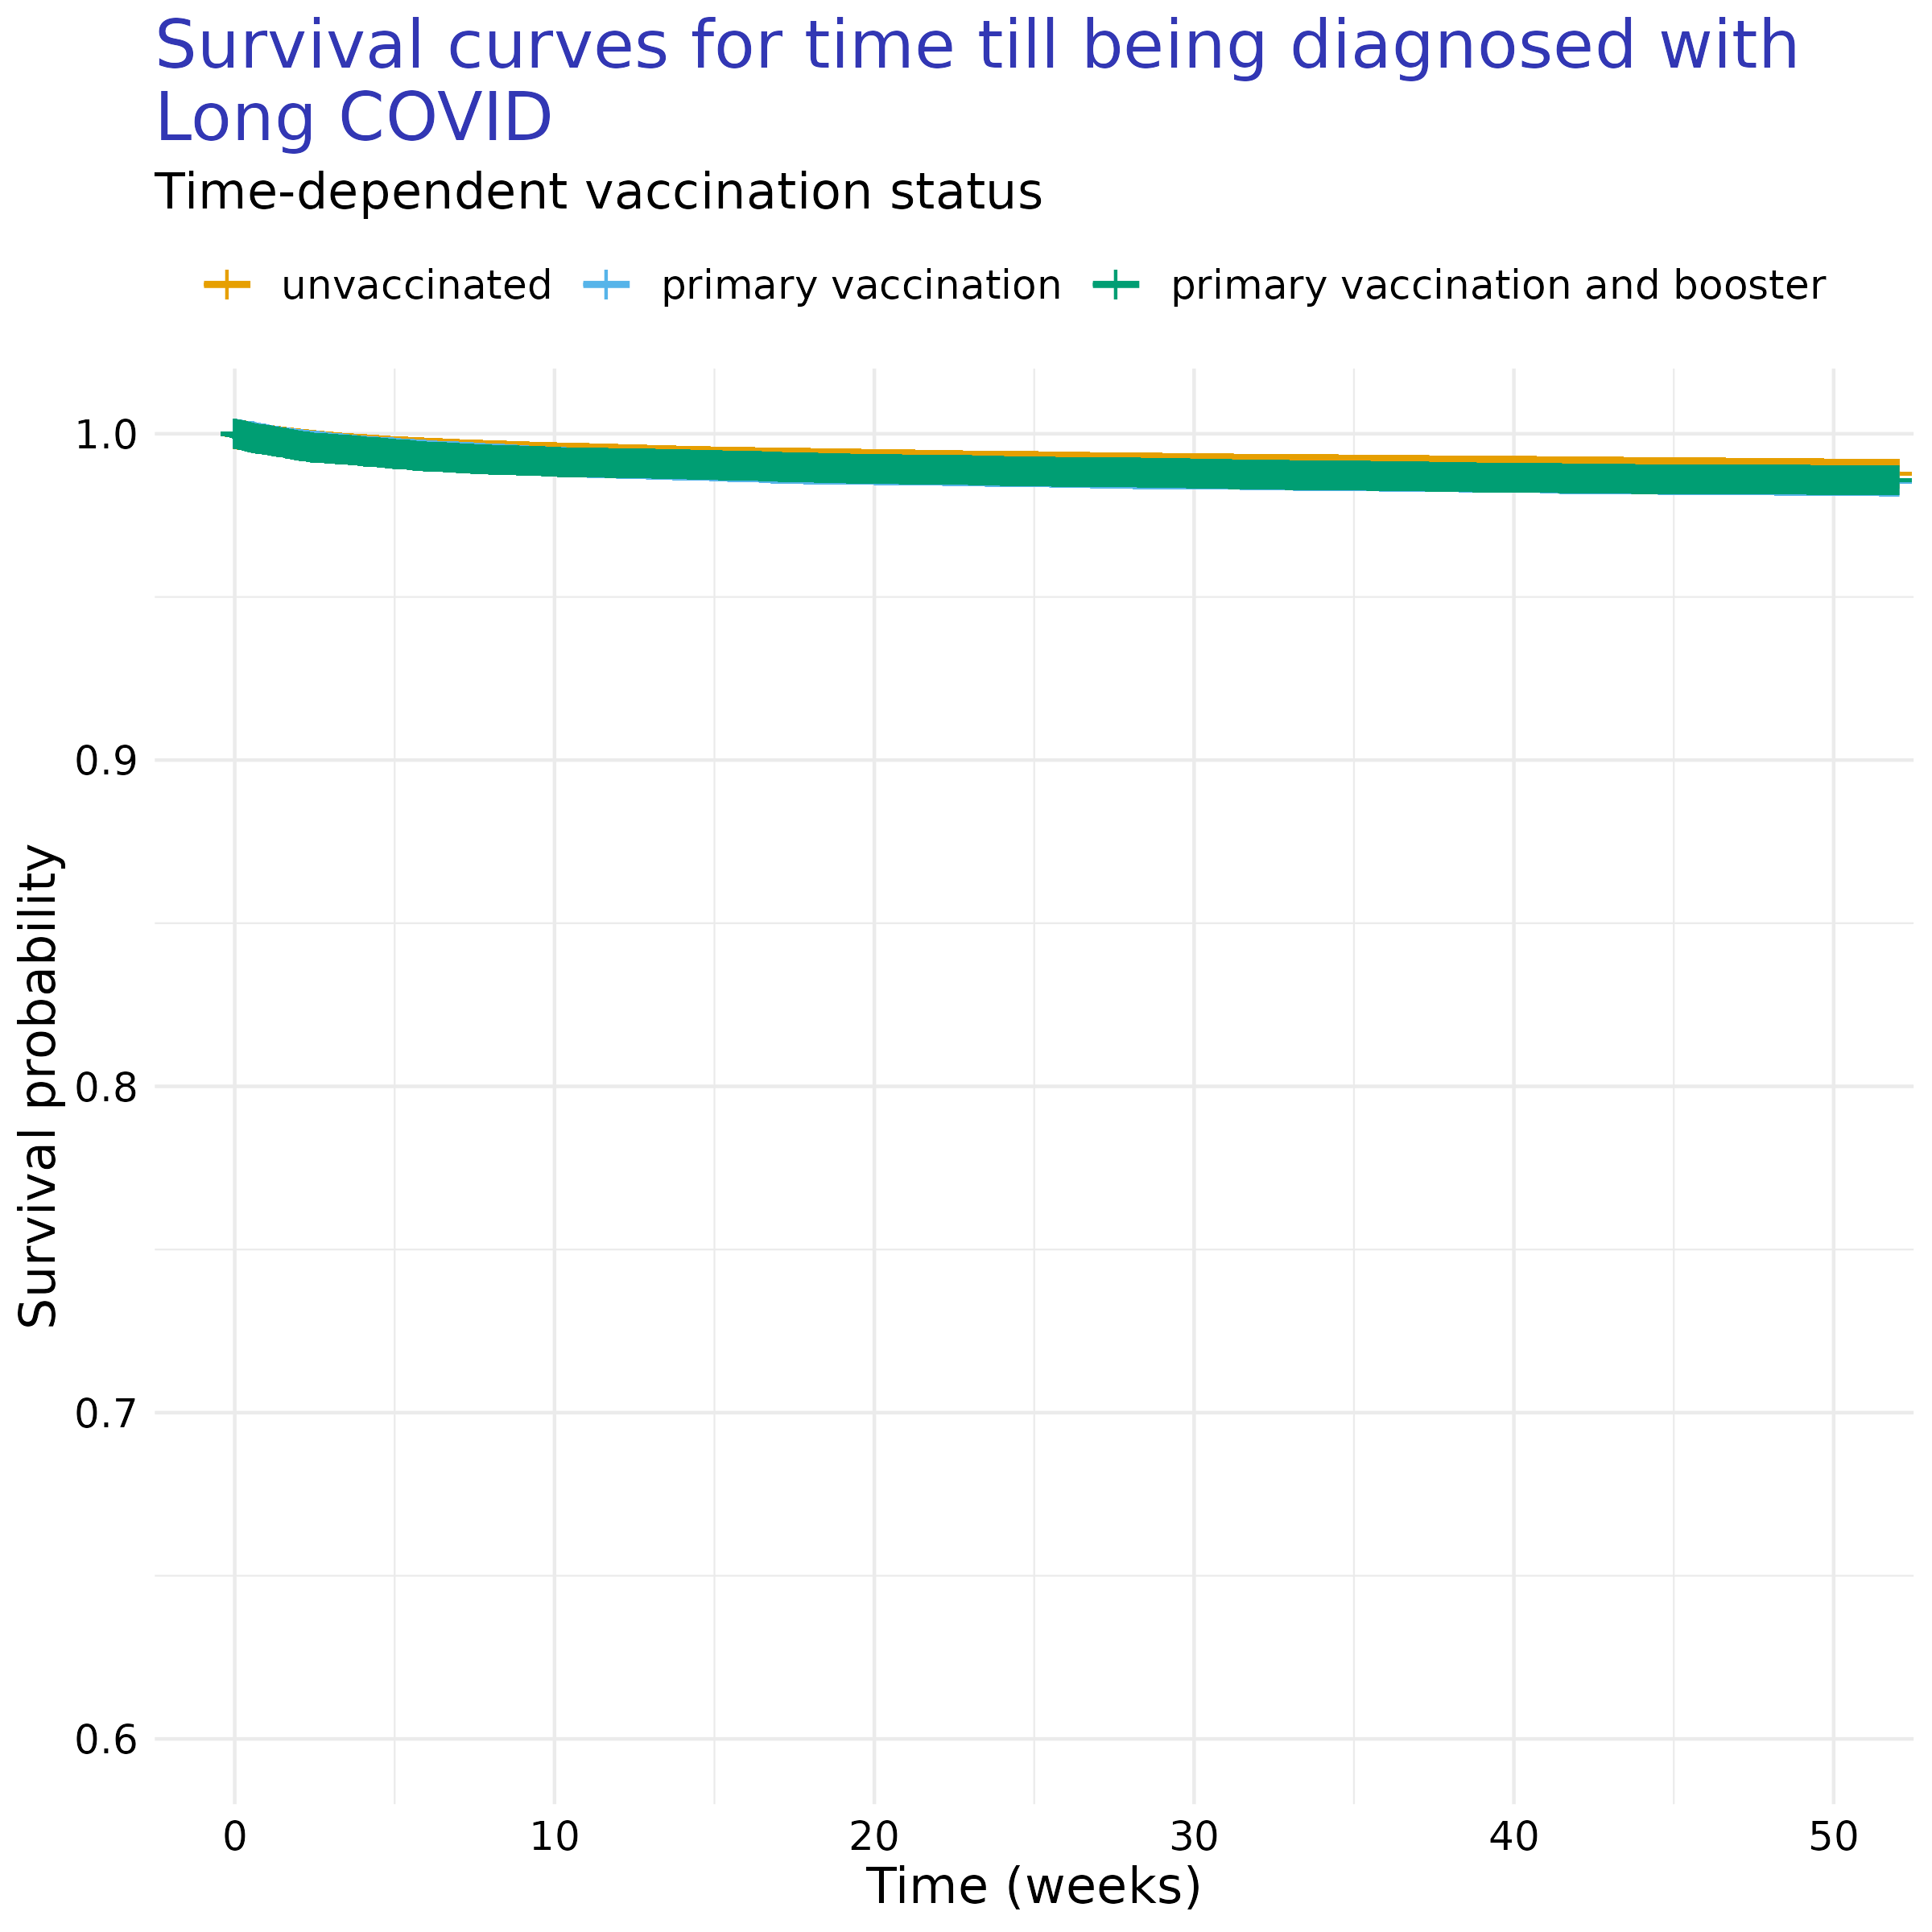 Survival curves for time till being diagnosed with
Long COVID
Time-dependent vaccination status
unvaccinated primary vaccination primary vaccination and booster
1.0
0.9
0.8
0.7
0.6
Survival probability
0 10 20 30 40 50
Time (weeks)